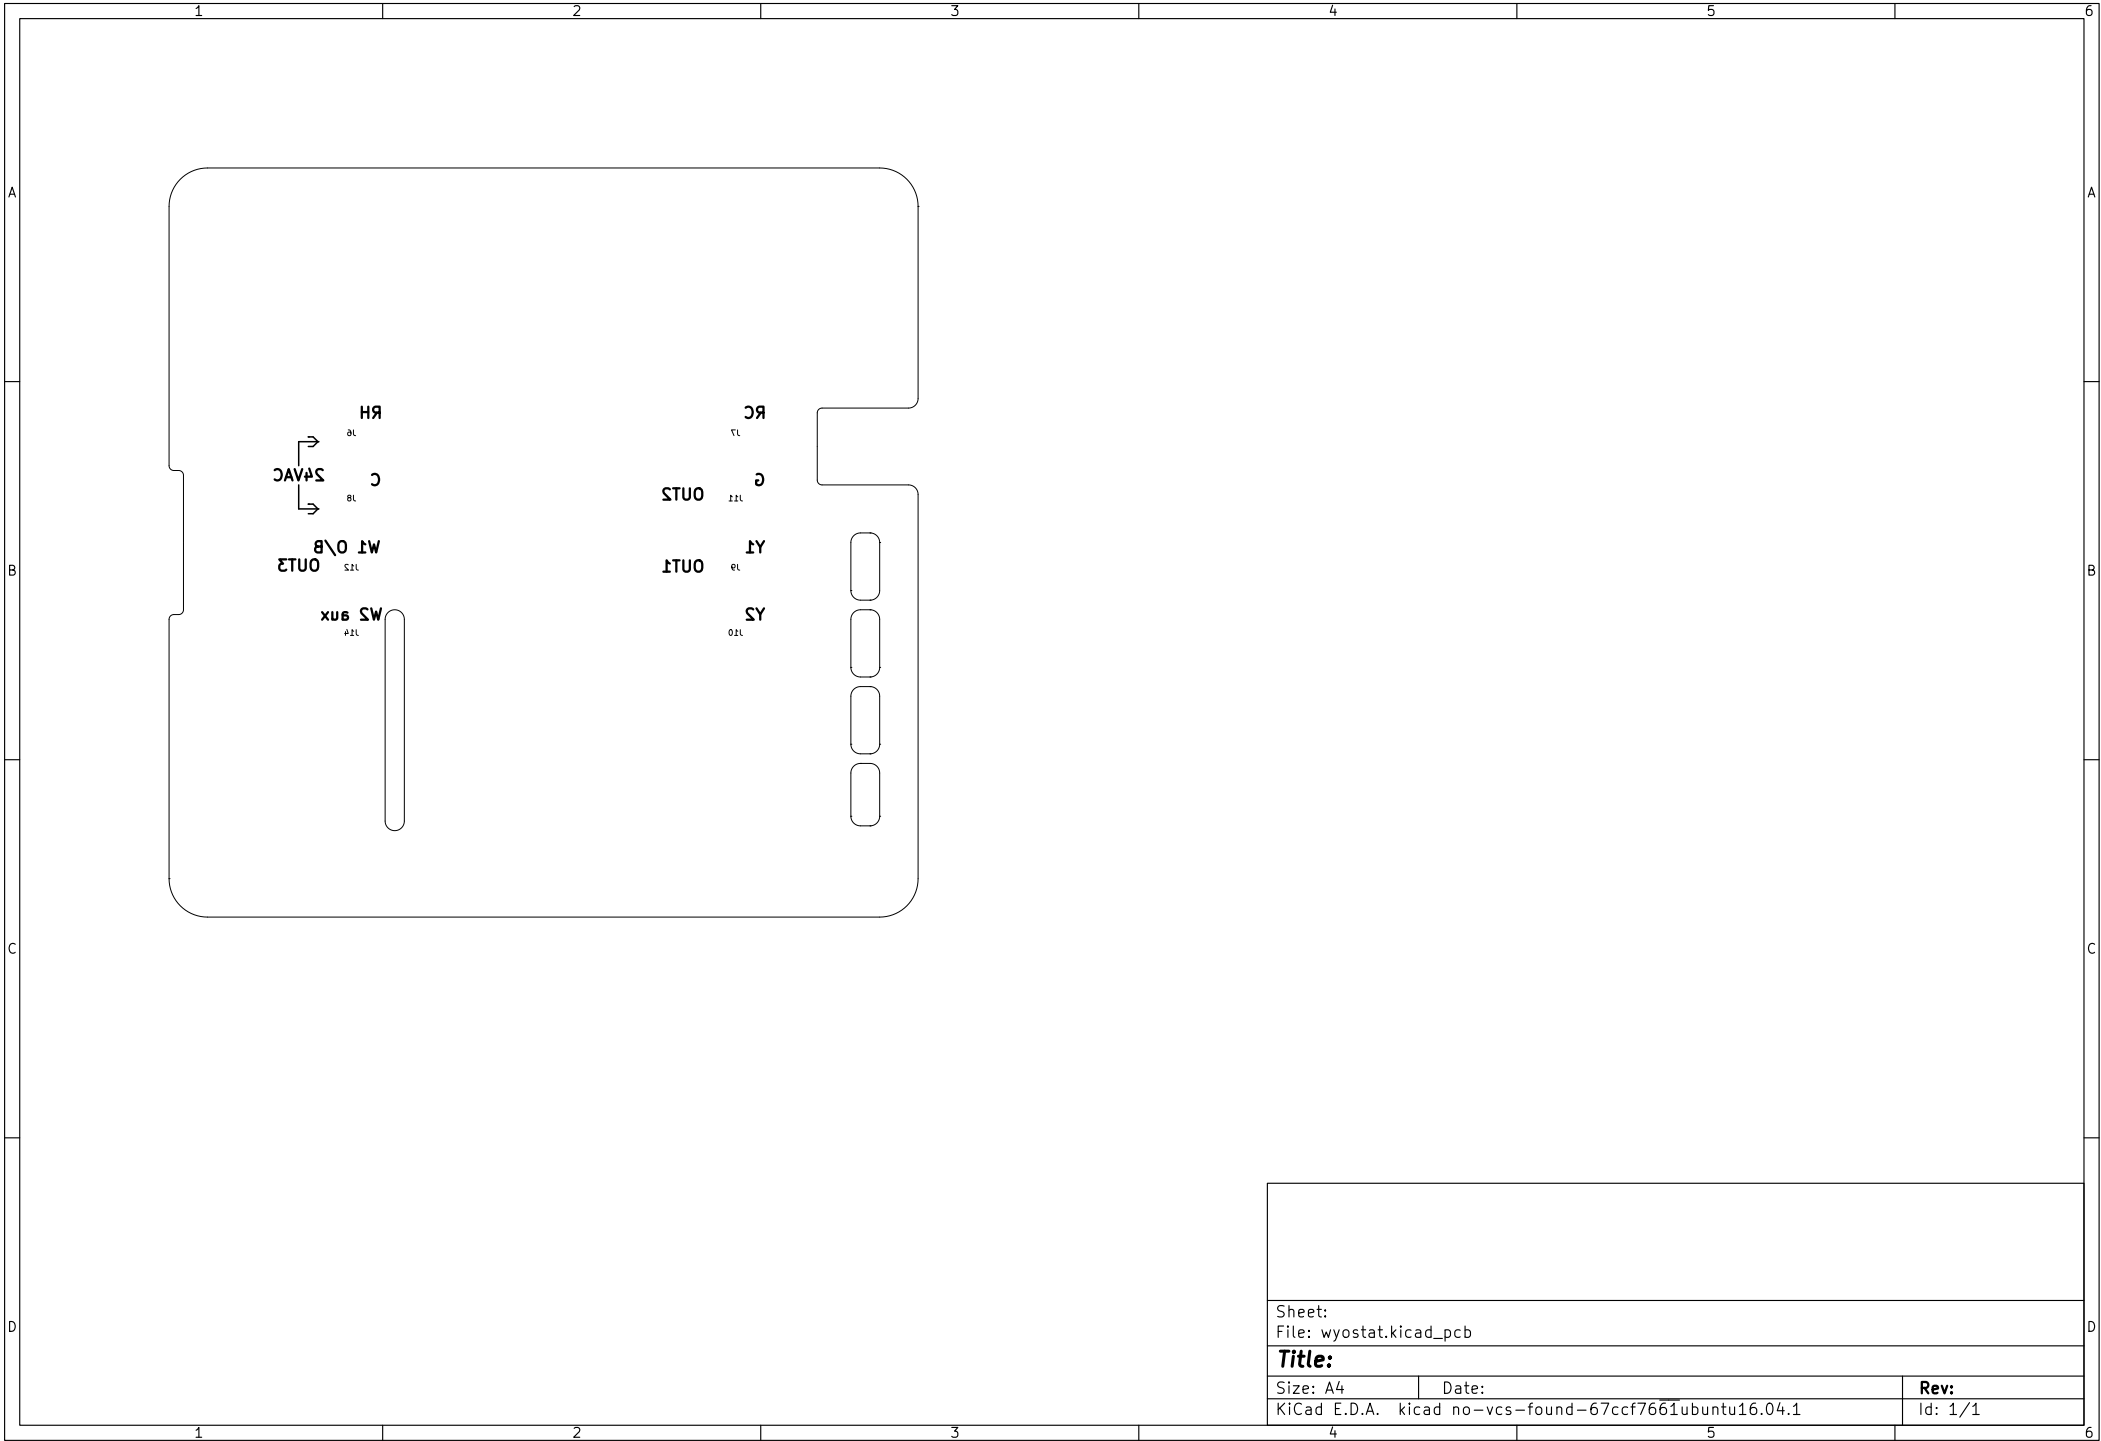 1 2 3 4 5 6
A A
RH RC
J6 J7
24VAC C G
J8 OUT2 J11
W1 O/B Y1
OUT3 J12 OUT1 J9
B B
W2 aux Y2
J14 J10
C C
Sheet:
File: wyostat.kicad_pcb
D D
Title:
Size: A4 Date: Rev:
KiCad E.D.A. kicad no-vcs-found-67ccf7661ubuntu16.04.1 Id: 1/1
1 2 3 4 5 6